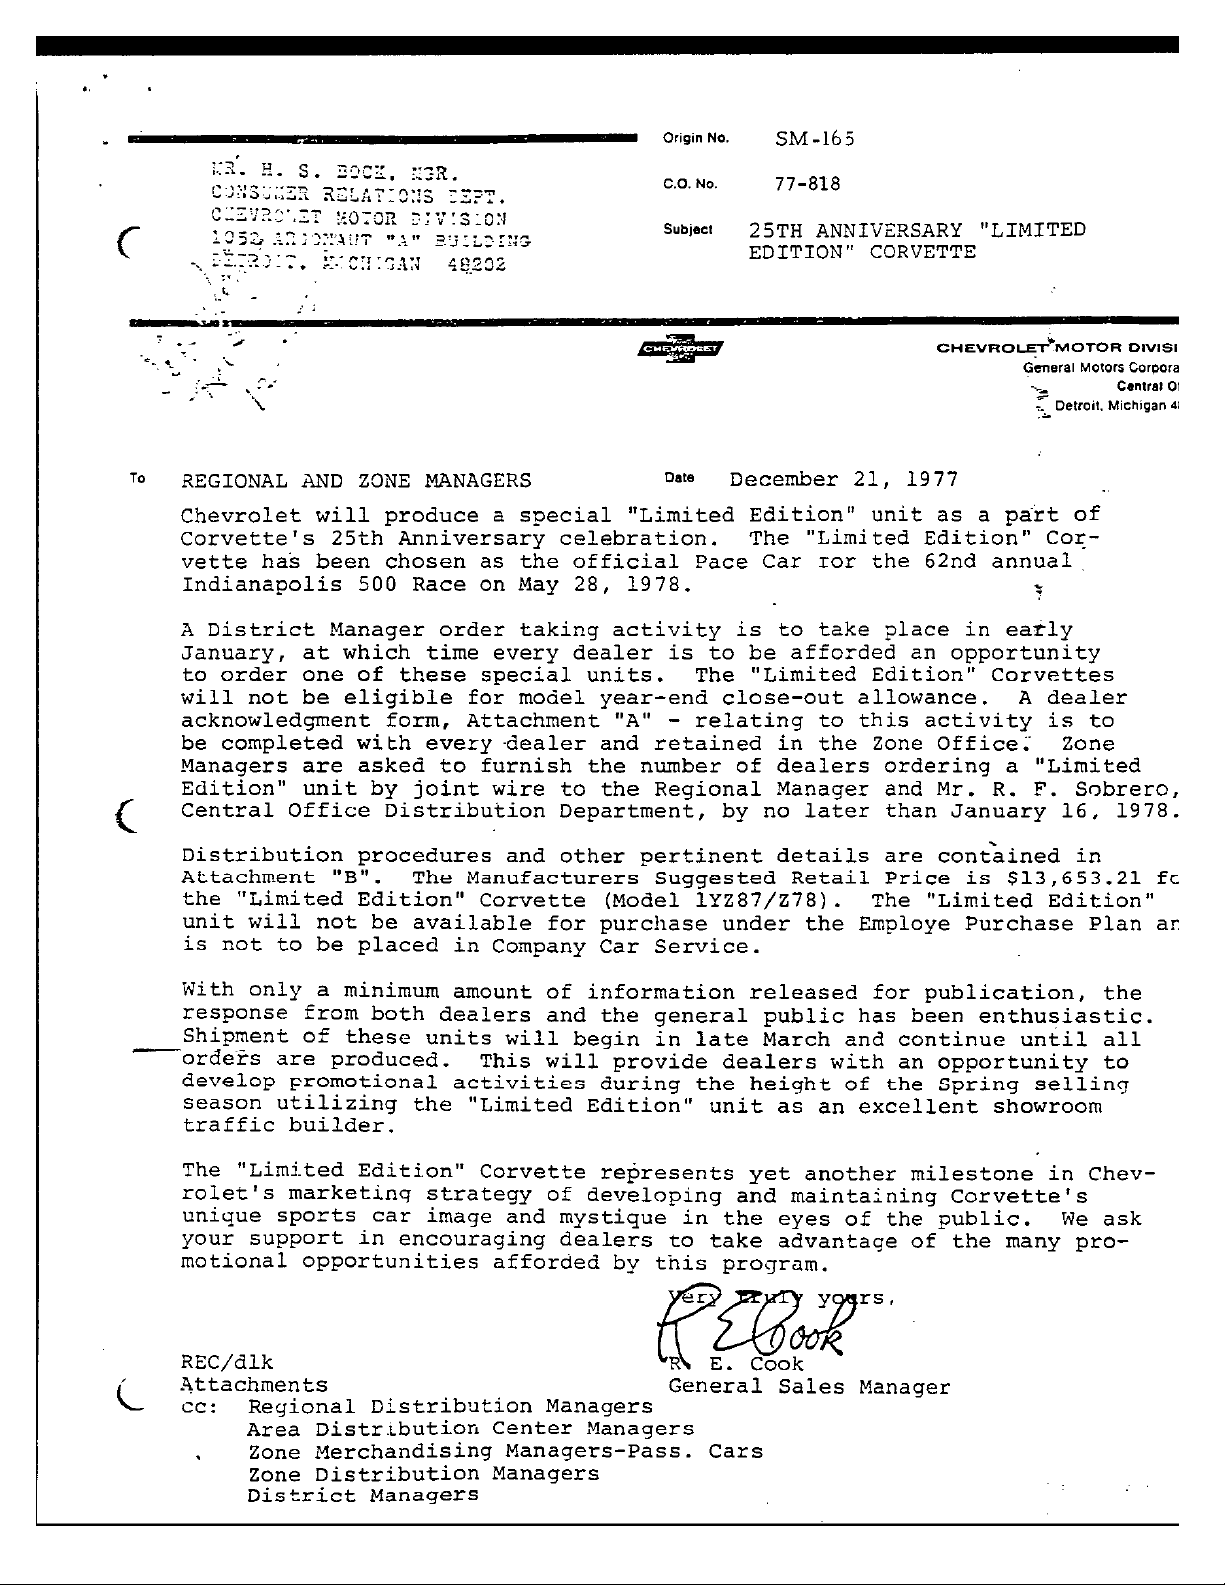 Origin No. SM-165
MR. H. S. BOCK, MGR.
CONSUMER RELATIONS DEPT.
C.O. No. 77-818
CHEVROLET MOTOR DIVISION
Subject 25TH ANNIVERSARY "LIMITED
1052 ARGONAUT "A" BUILDING
EDITION" CORVETTE
DETROIT, MICHIGAN 48202
CHEVROLET
CHEVROLET MOTOR DIVISI
General Motors Corpora
Central Of
Detroit, Michigan 4
To REGIONAL AND ZONE MANAGERS Date December 21, 1977
Chevrolet will produce a special "Limited Edition" unit as a part of
Corvette's 25th Anniversary celebration. The "Limited Edition" Cor-
vette has been chosen as the official Pace Car for the 62nd annual
Indianapolis 500 Race on May 28, 1978.
A District Manager order taking activity is to take place in early
January, at which time every dealer is to be afforded an opportunity
to order one of these special units. The "Limited Edition" Corvettes
will not be eligible for model year-end close-out allowance. A dealer
acknowledgment form, Attachment "A" - relating to this activity is to
be completed with every dealer and retained in the Zone Office. Zone
Managers are asked to furnish the number of dealers ordering a "Limited
Edition" unit by joint wire to the Regional Manager and Mr. R. F. Sobrero,
Central Office Distribution Department, by no later than January 16, 1978.
Distribution procedures and other pertinent details are contained in
Attachment "B". The Manufacturers Suggested Retail Price is $13,653.21 fo
the "Limited Edition" Corvette (Model 1YZ87/Z78). The "Limited Edition"
unit will not be available for purchase under the Employe Purchase Plan an
is not to be placed in Company Car Service.
With only a minimum amount of information released for publication, the
response from both dealers and the general public has been enthusiastic.
Shipment of these units will begin in late March and continue until all
orders are produced. This will provide dealers with an opportunity to
develop promotional activities during the height of the Spring selling
season utilizing the "Limited Edition" unit as an excellent showroom
traffic builder.
The "Limited Edition" Corvette represents yet another milestone in Chev-
rolet's marketing strategy of developing and maintaining Corvette's
unique sports car image and mystique in the eyes of the public. We ask
your support in encouraging dealers to take advantage of the many pro-
motional opportunities afforded by this program.
Very truly yours,
R E Cook
REC/dlk R. E. Cook
Attachments General Sales Manager
cc: Regional Distribution Managers
Area Distribution Center Managers
Zone Merchandising Managers-Pass. Cars
Zone Distribution Managers
District Managers